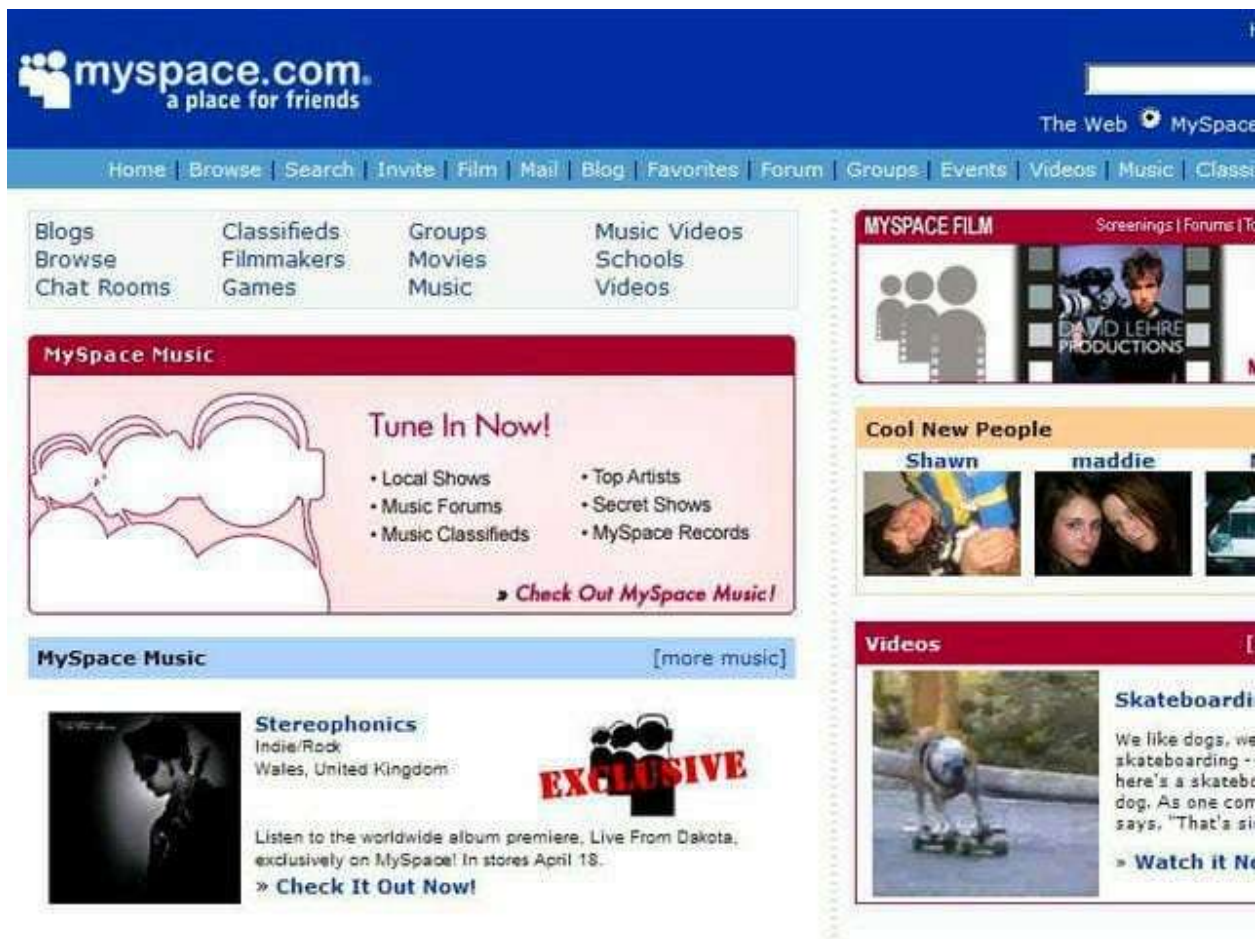 myspace.com®
a place for friends
The Web MySpace
Home | Browse | Search | Invite | Film | Mail | Blog | Favorites | Forum | Groups | Events | Videos | Music |
Blogs Classifieds Groups Music Videos
Browse Filmmakers Movies Schools
Chat Rooms Games Music Videos
MySpace Music
Tune In Now!
• Local Shows • Top Artists
• Music Forums • Secret Shows
• Music Classifieds • MySpace Records
» Check Out MySpace Music!
MySpace Music [more music]
Stereophonics
Indie/Rock
Wales, United Kingdom
EXCLUSIVE
Listen to the worldwide album premiere, Live From Dakota,
exclusively on MySpace! In stores April 18.
» Check It Out Now!
MYSPACE FILM Screenings | Forums |
DAVID LEHRE
PRODUCTIONS
Cool New People
Shawn maddie
Videos [
Skateboardi
We like dogs, we
skateboarding --
here's a skatebo
dog. As one com
says, "That's si
» Watch it No